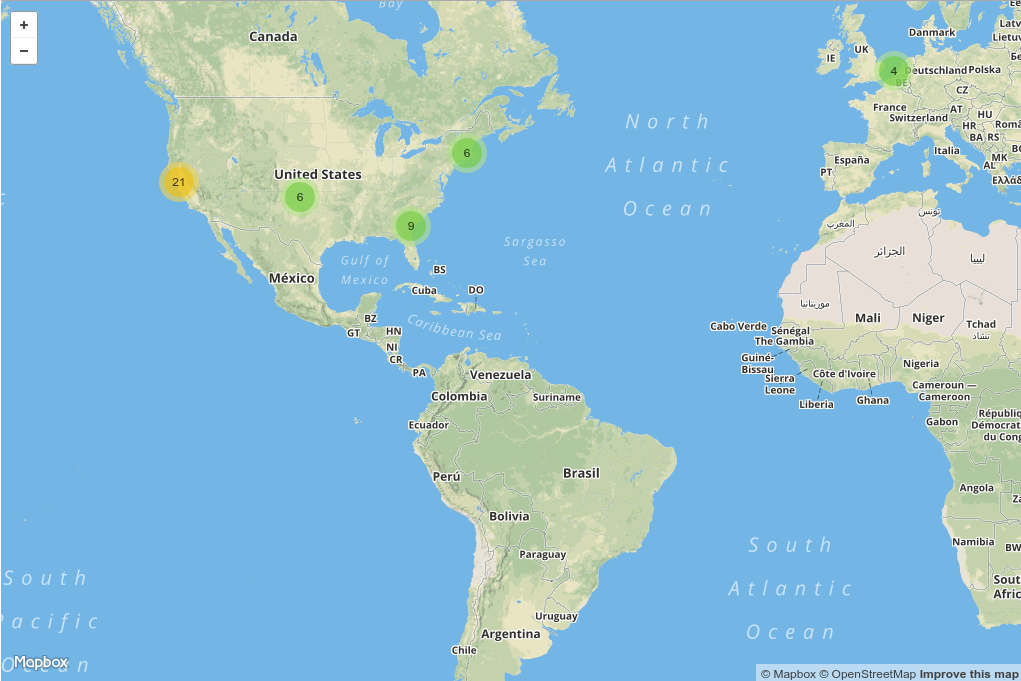 Bay
+
−
Canada
Danmark
Latv
Lietuv
UK
IE
4
Deutschland
Polska
BE
CZ
France
Switzerland
AT
HU
HR
BA
RS
North
Atlantic
Ocean
6
United States
21
6
9
España
PT
Italia
MK
AL
Ελλάδ
تونس
المغرب
الجزائر
ليبيا
موريتانيا
Sargasso
Sea
Gulf of
Mexico
México
BS
Cuba
DO
BZ
GT
HN
NI
CR
PA
Caribbean Sea
Mali
Niger
Tchad
تشاد
Cabo Verde
Sénégal
The Gambia
Guiné-
Bissau
Sierra
Leone
Liberia
Côte d'Ivoire
Ghana
Nigeria
Cameroun —
Cameroon
Gabon
Républiq
Démocrat
du Cong
Venezuela
Colombia
Suriname
Ecuador
Perú
Brasil
Bolivia
Paraguay
Uruguay
Argentina
Chile
Angola
Za
Namibia
BW
South
Afric
South
Atlantic
Ocean
South
Pacific
Ocean
Mapbox
© Mapbox © OpenStreetMap Improve this map